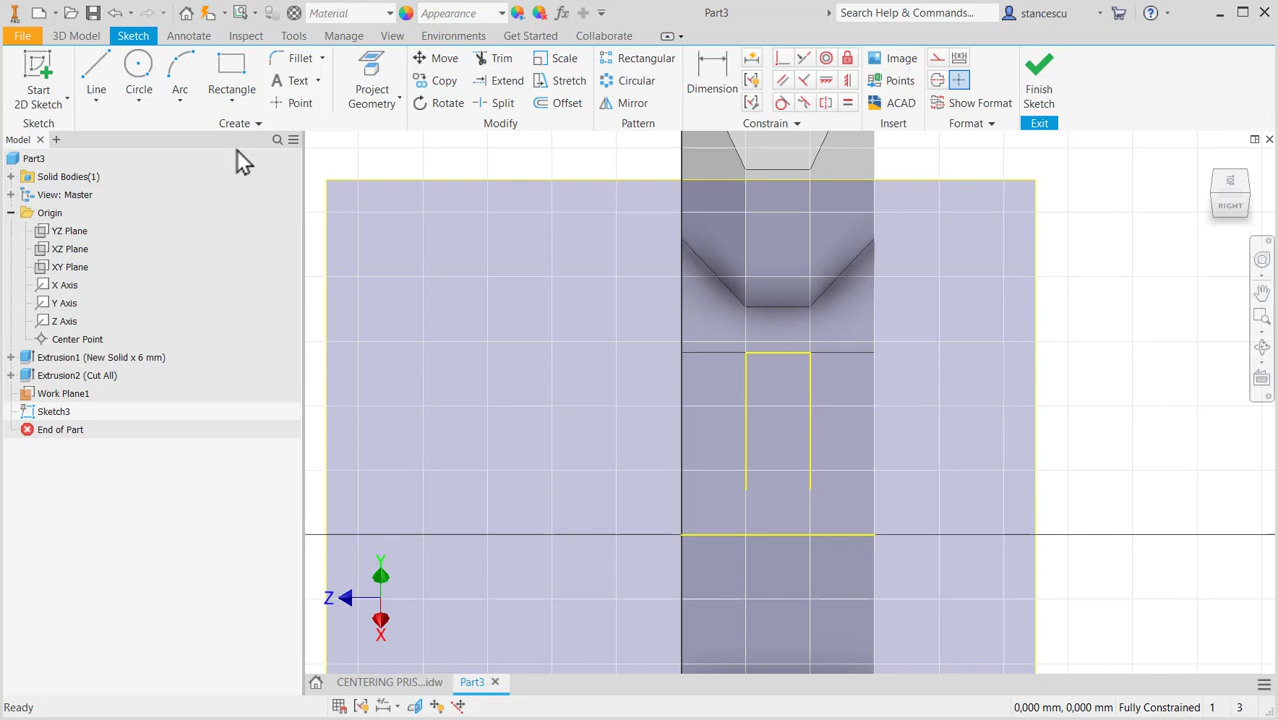 Material
Appearance
Part3
Search Help & Commands...
stancescu
PRO
File
3D Model
Sketch
Annotate
Inspect
Tools
Manage
View
Environments
Get Started
Collaborate
Start
2D Sketch
Line
Circle
Arc
Rectangle
Fillet
Text
Point
Project
Geometry
Move
Copy
Rotate
Trim
Extend
Split
Scale
Stretch
Offset
Rectangular
Circular
Mirror
Dimension
Image
Points
ACAD
Show Format
Finish
Sketch
Sketch
Create
Modify
Pattern
Constrain
Insert
Format
Exit
Model
Part3
Solid Bodies(1)
View: Master
Origin
YZ Plane
XZ Plane
XY Plane
X Axis
Y Axis
Z Axis
Center Point
Extrusion1 (New Solid x 6 mm)
Extrusion2 (Cut All)
Work Plane1
Sketch3
End of Part
RIGHT
Y
Z
X
CENTERING PRIS....idw
Part3
Ready
0,000 mm, 0,000 mm
Fully Constrained
1
3